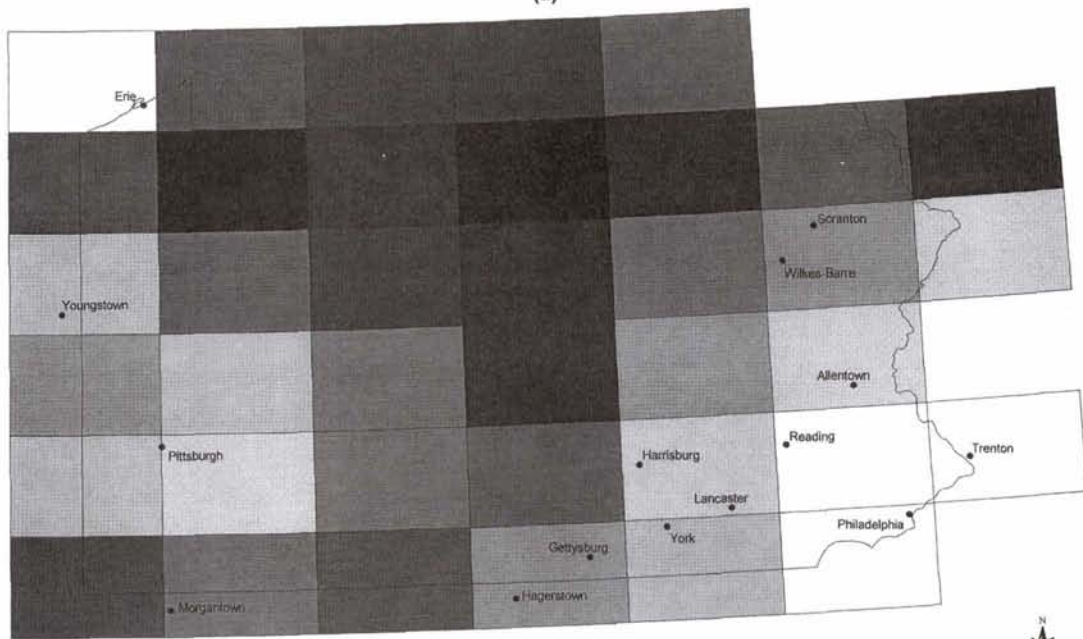 Erie
Scranton
Wilkes-Barre
Youngstown
Allentown
Reading
Trenton
Pittsburgh
Harrisburg
Lancaster
Philadelphia
York
Gettysburg
Hagerstown
Morgantown
N